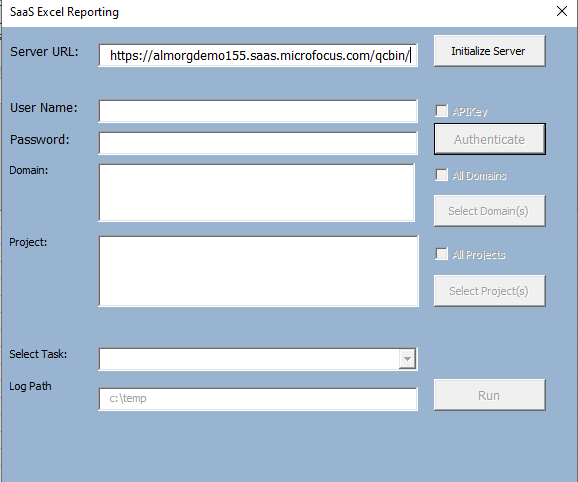 SaaS Excel Reporting
Server URL: https://almorgdemo155.saas.microfocus.com/qcbin/ Initialize Server
User Name: APIKey
Password: Authenticate
Domain: All Domains
Select Domain(s)
Project: All Projects
Select Project(s)
Select Task:
Log Path c:\temp Run